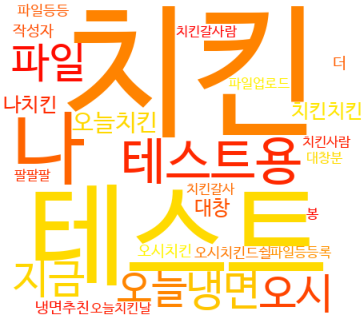 파일등등
작성자
치킨갈사람
치킨
더
파일
파일업로드
나치킨
오늘치킨
치킨치킨
나
테스트용
치킨사람
대창분
팔팔팔
테스트
치킨갈사
대창
봉
오시치킨
오시치킨드쉴파일등등록
지금
오늘
냉면
오시
냉면추진
오늘치킨날